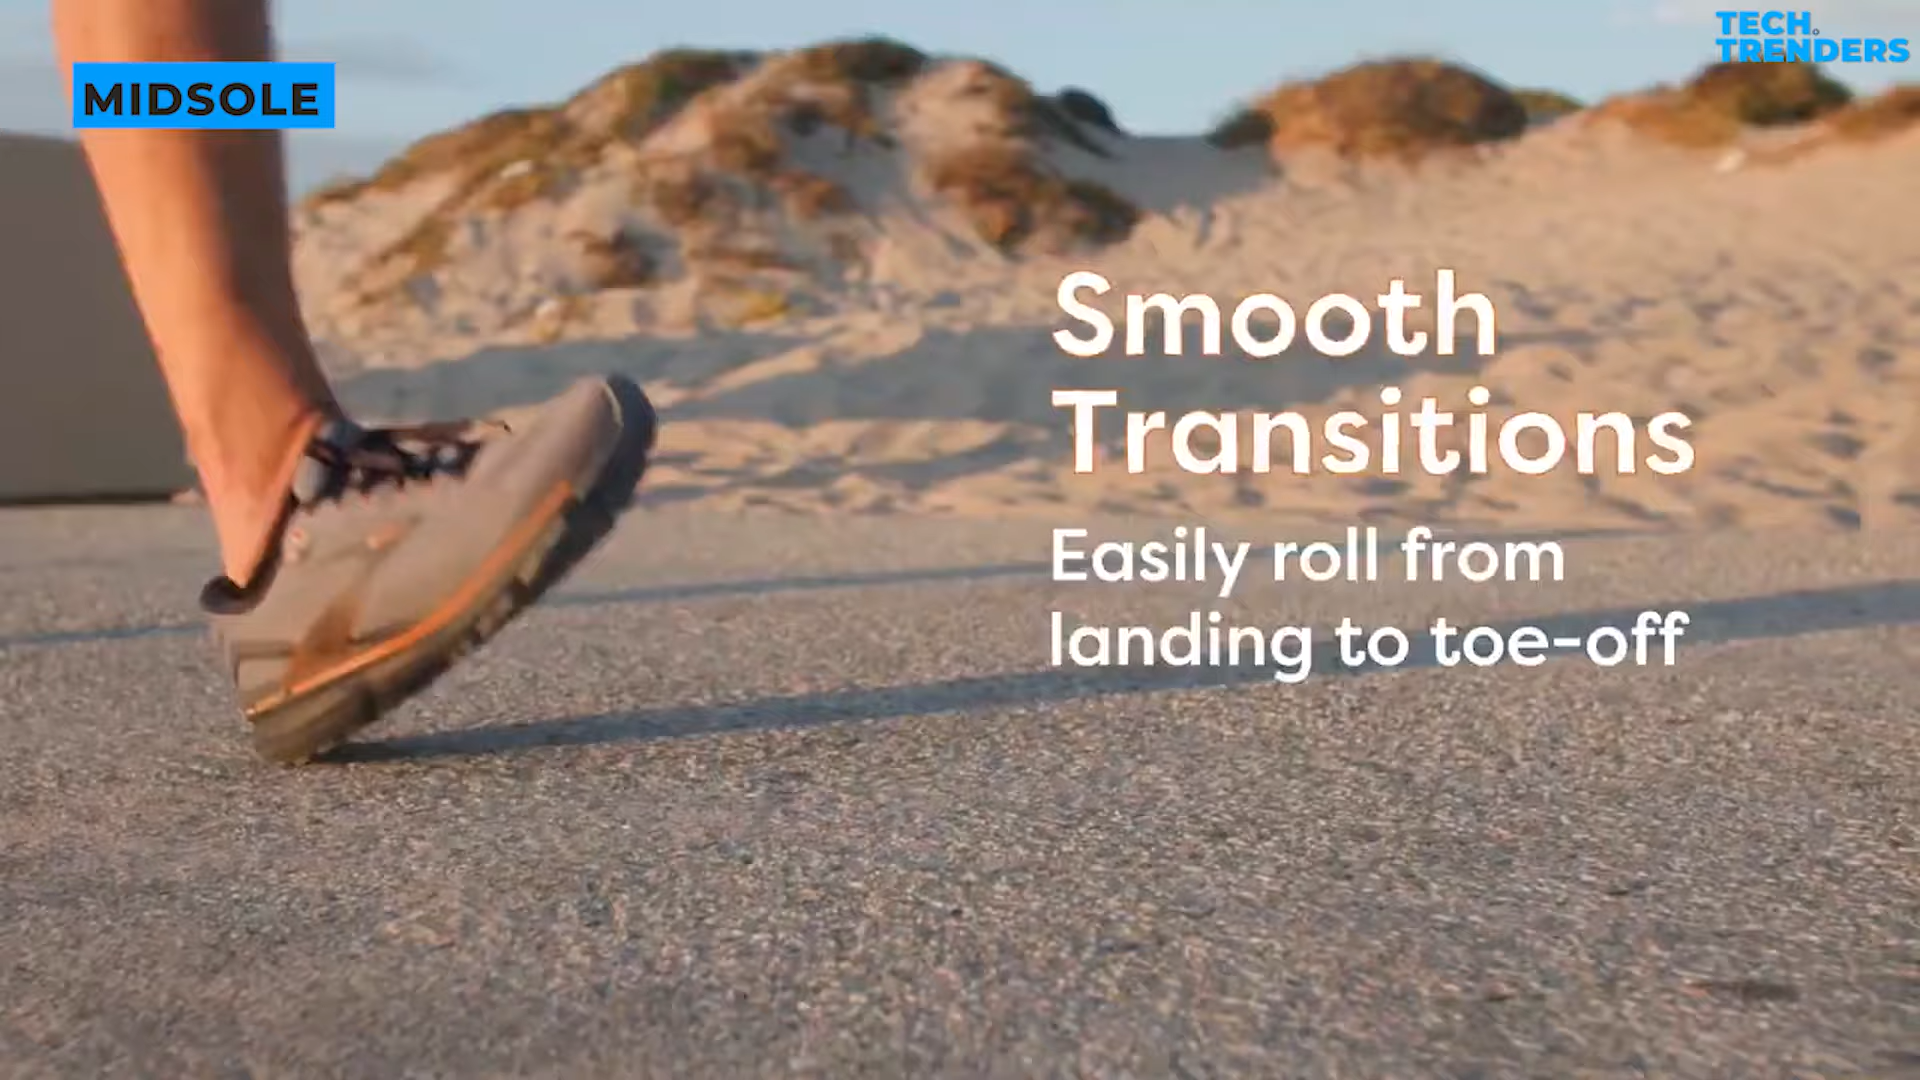 MIDSOLE
TECH.
TRENDERS
Smooth
Transitions
Easily roll from
landing to toe-off